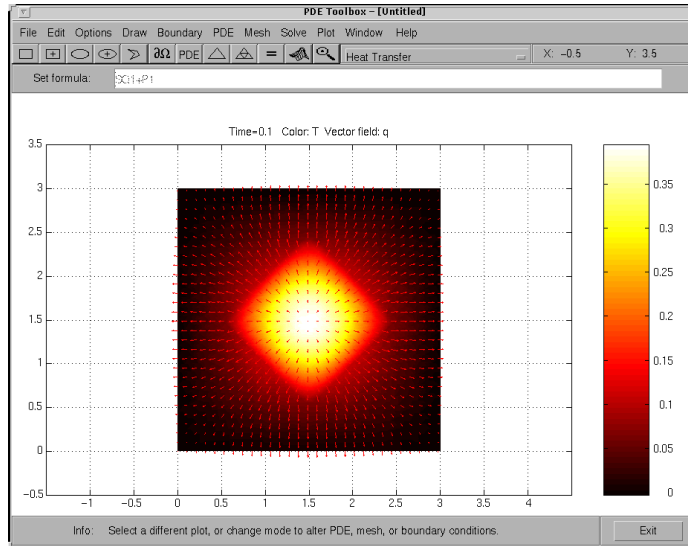 PDE Toolbox – [Untitled]
File Edit Options Draw Boundary PDE Mesh Solve Plot Window Help
∂Ω PDE = Heat Transfer X: −0.5 Y: 3.5
Set formula: SQ1+P1
Time=0.1 Color: T Vector field: q
3.5
3
2.5
2
1.5
1
0.5
0
−0.5
−1 −0.5 0 0.5 1.0 1.5 2 2.5 3 3.5 4
0.35
0.3
0.25
0.2
0.15
0.1
0.05
0
Info: Select a different plot, or change mode to alter PDE, mesh, or boundary conditions.
Exit